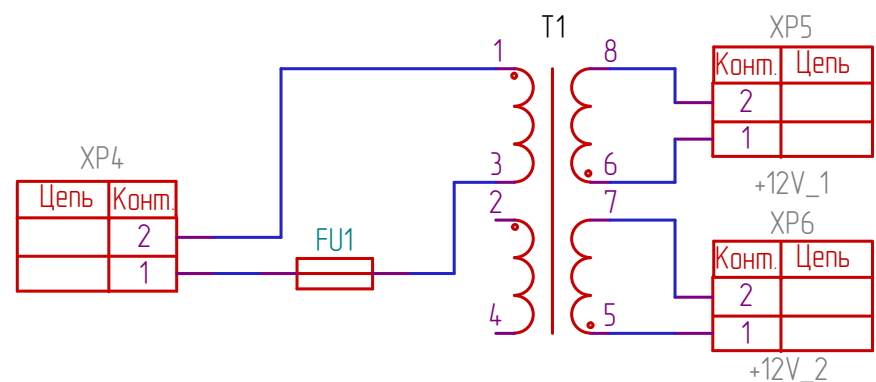 T1
XP5
1
8
Конт.
Цепь
2
1
XP4
3
6
+12V_1
Цепь
Конт.
2
7
XP6
2
FU1
Конт.
Цепь
1
2
4
5
1
+12V_2